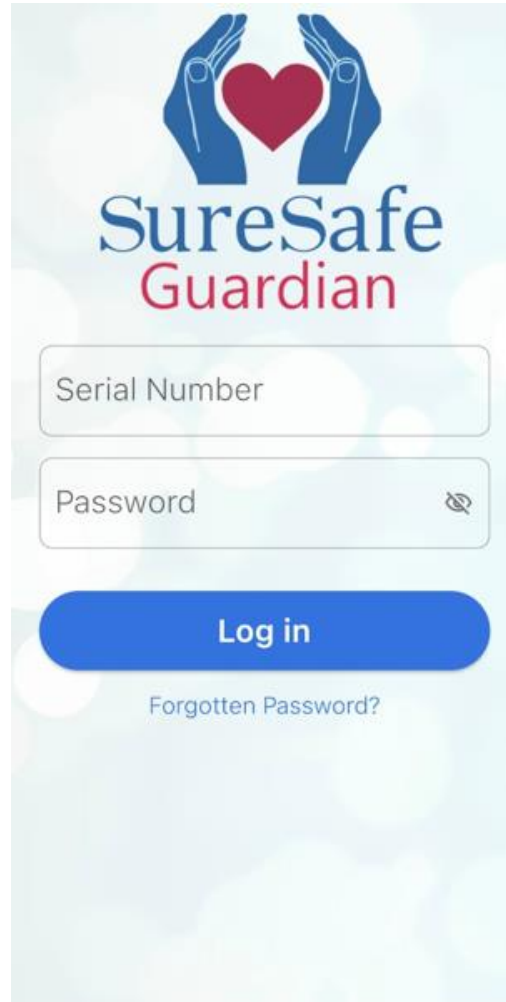 SureSafe
Guardian
Serial Number
Password
Log in
Forgotten Password?